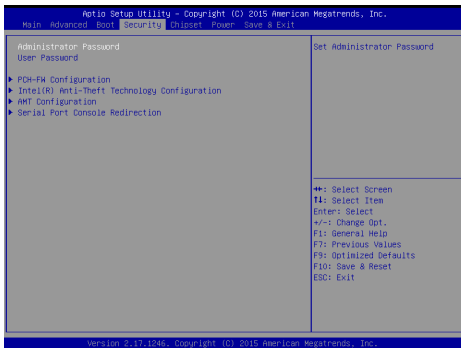 Aptio Setup Utility – Copyright (C) 2015 American Megatrends, Inc.
Main Advanced Boot Security Chipset Power Save & Exit
Administrator Password
User Password
PCH-FW Configuration
Intel(R) Anti-Theft Technology Configuration
AMT Configuration
Serial Port Console Redirection
Set Administrator Password
→←: Select Screen
↑↓: Select Item
Enter: Select
+/-: Change Opt.
F1: General Help
F7: Previous Values
F9: Optimized Defaults
F10: Save & Reset
ESC: Exit
Version 2.17.1246. Copyright (C) 2015 American Megatrends, Inc.